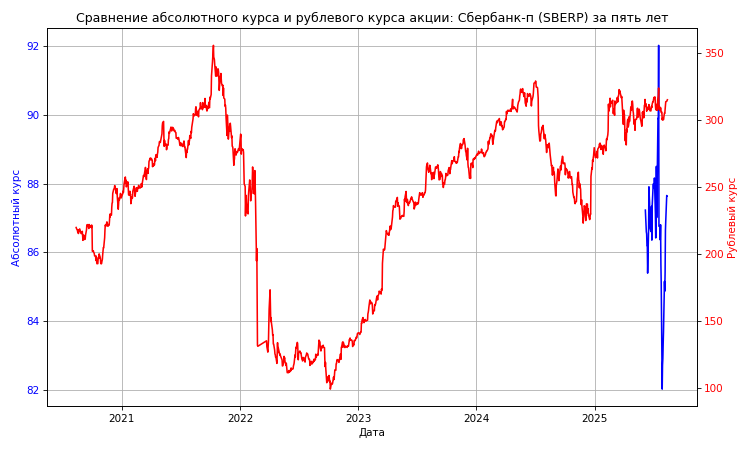 Сравнение абсолютного курса и рублевого курса акции: Сбербанк-п (SBERP) за пять лет
92
90
88
86
84
82
Абсолютный курс
350
300
250
200
150
100
Рублевый курс
2021 2022 2023 2024 2025
Дата